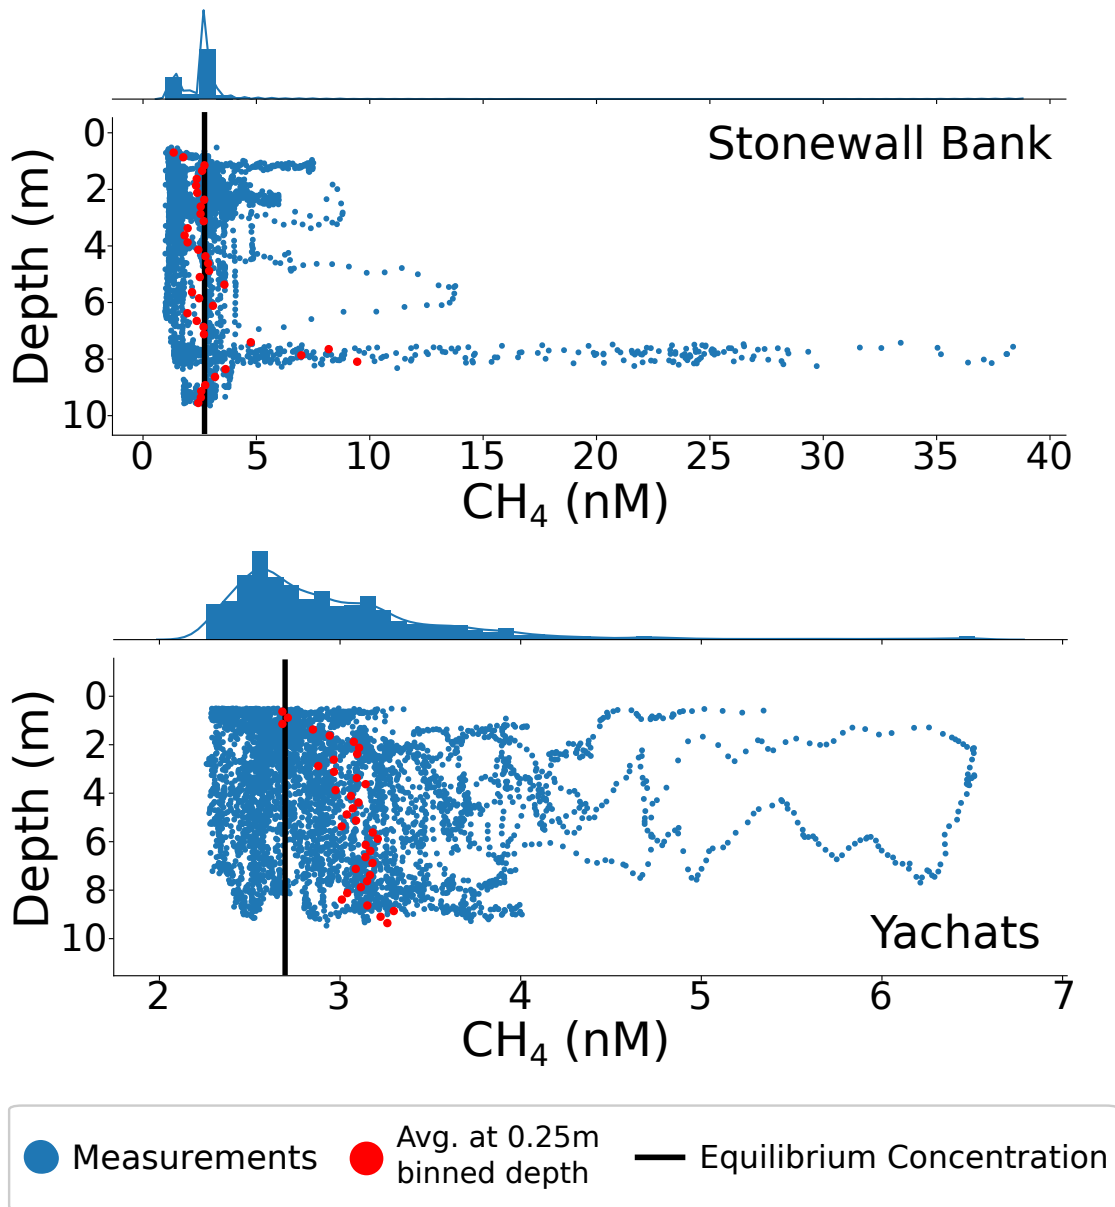 Stonewall Bank
Depth (m)
0
2
4
6
8
10
0 5 10 15 20 25 30 35 40
CH₄ (nM)
Yachats
Depth (m)
0
2
4
6
8
10
2 3 4 5 6 7
CH₄ (nM)
Measurements
Avg. at 0.25m
binned depth
Equilibrium Concentration